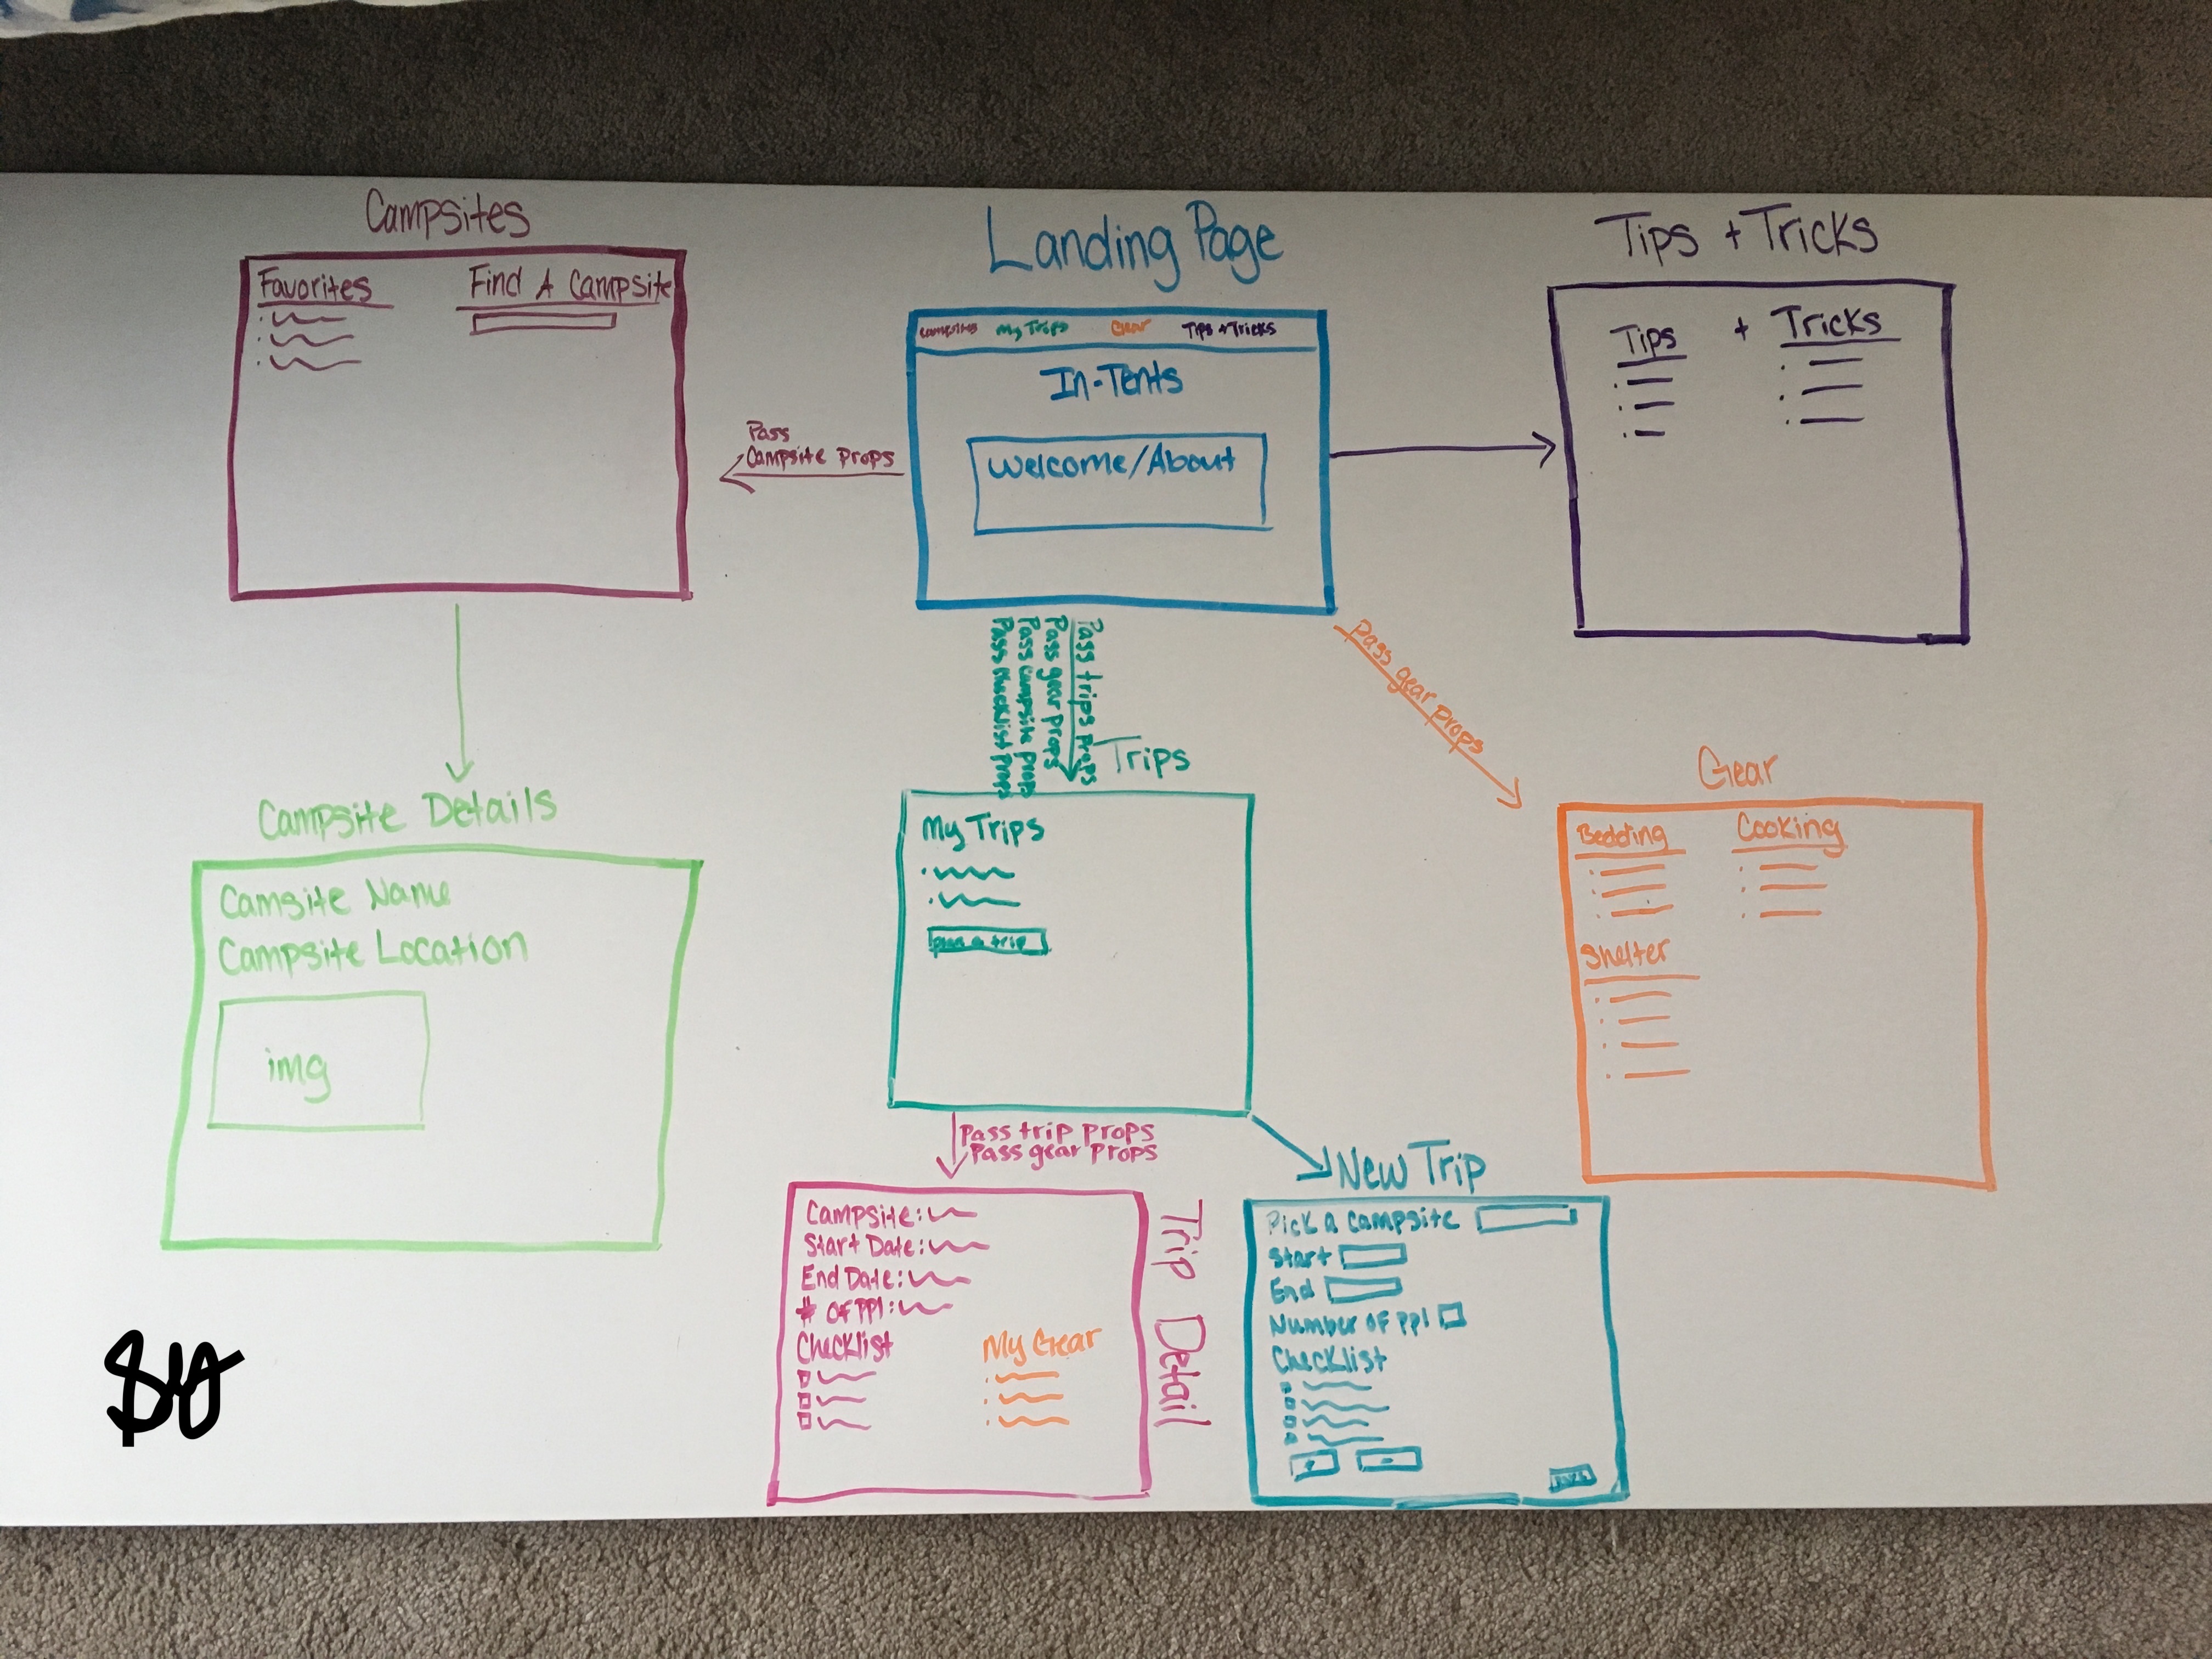 Campsites
Favorites
Find A Campsite
Landing Page
Campsites My Trips Gear Tips + Tricks
In-Tents
Welcome/About
Tips + Tricks
Tips + Tricks
Pass
Campsite props
Pass trips props
Pass gear props
Pass campsite props
Pass checklist props
Pass gear props
Campsite Details
Camsite Name
Campsite Location
img
Trips
My Trips
a trip
Gear
Bedding
Cooking
Shelter
Pass trip props
Pass gear props
Trip Detail
Campsite:
Start Date:
End Date:
# of ppl:
Checklist
My Gear
New Trip
Pick a campsite
Start
End
Number of ppl
Checklist